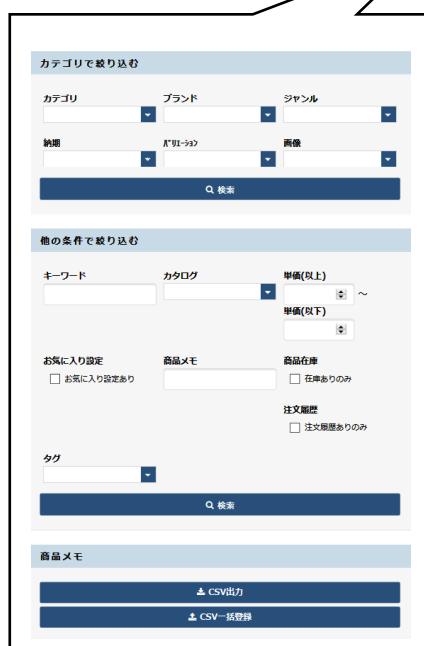 カテゴリで絞り込む
カテゴリ ブランド ジャンル
納期 ﾊﾞﾘｴｰｼｮﾝ 画像
検索
他の条件で絞り込む
キーワード カタログ 単価(以上)
～
単価(以下)
お気に入り設定 商品メモ 商品在庫
お気に入り設定あり 在庫ありのみ
注文履歴
注文履歴ありのみ
タグ
検索
商品メモ
CSV出力
CSV一括登録